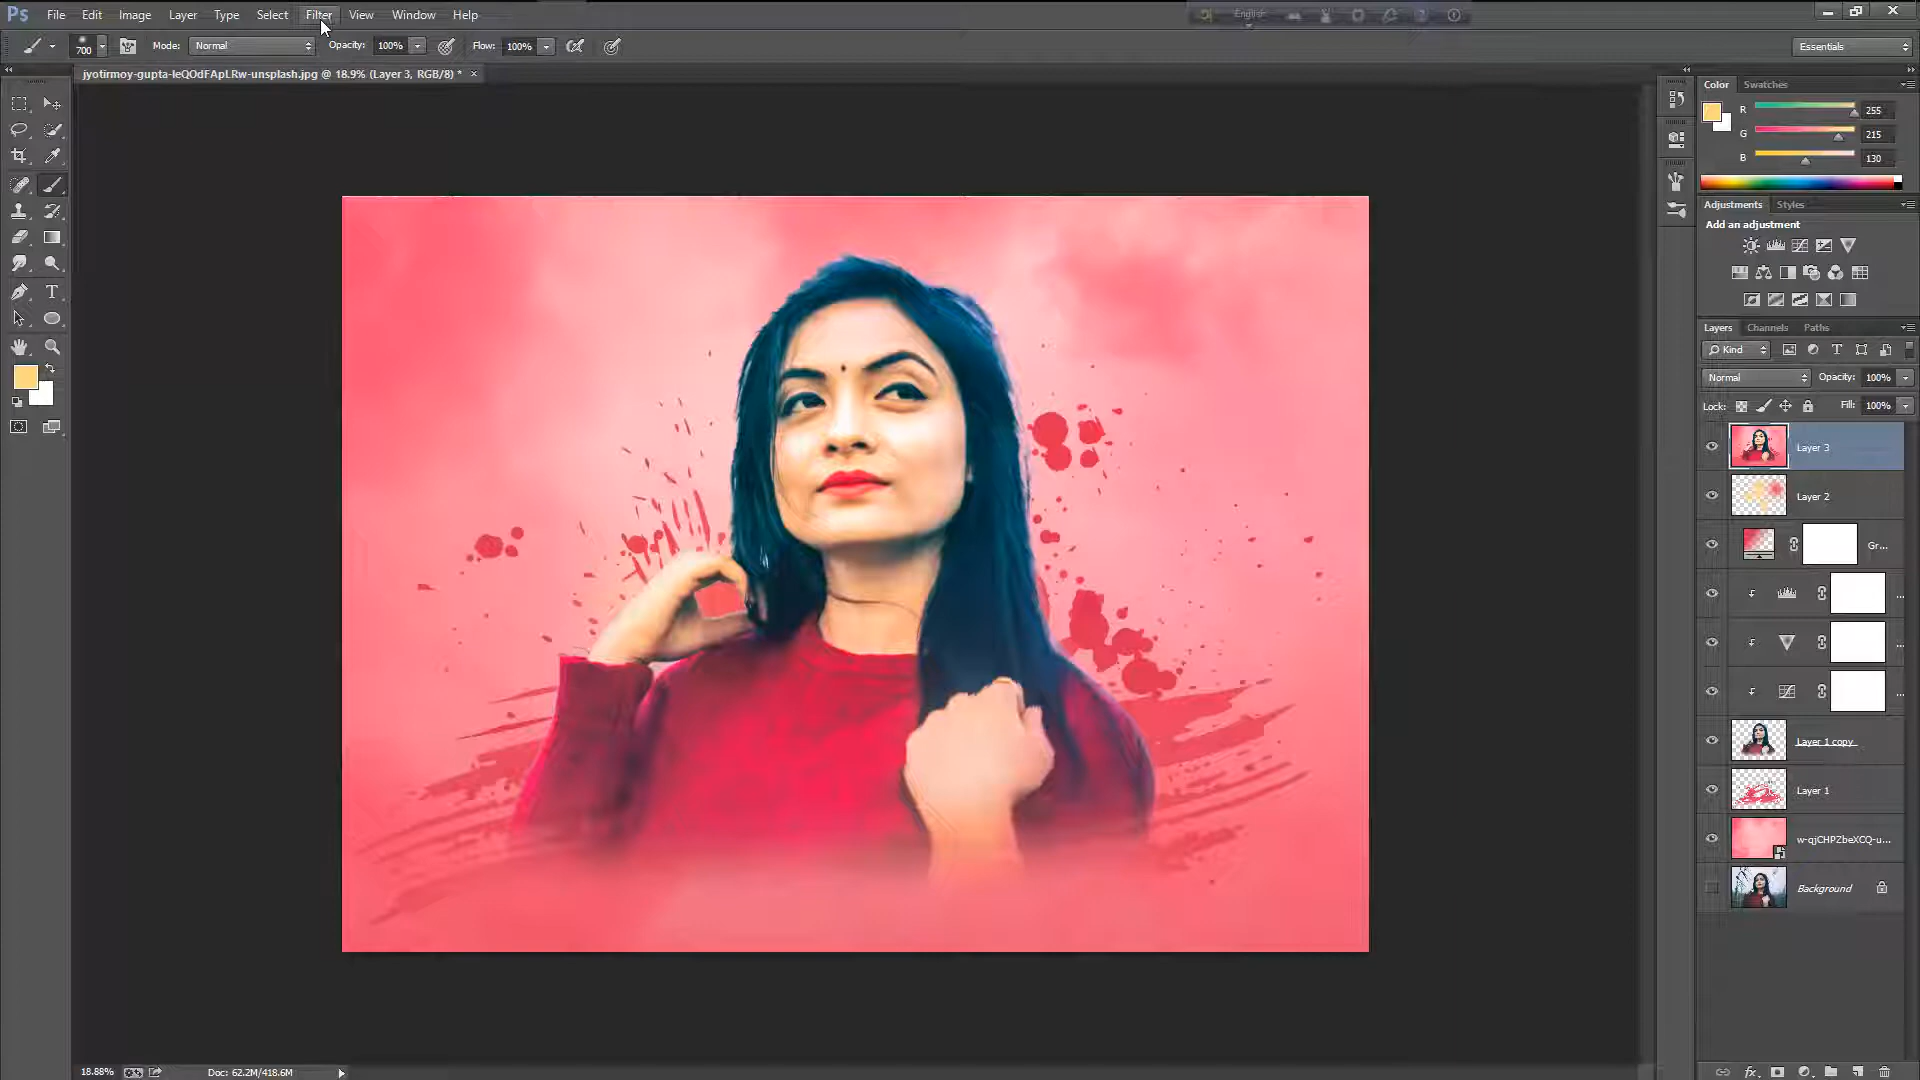 Ps File Edit Image Layer Type Select Filter View Window Help
English
700 Mode: Normal Opacity: 100% Flow: 100% Essentials
jyotirmoy-gupta-IeQOdFApLRw-unsplash.jpg @ 18.9% (Layer 3, RGB/8) * ×
Color Swatches
R 255
G 215
B 130
Adjustments Styles
Add an adjustment
Layers Channels Paths
Kind
Normal Opacity: 100%
Lock: Fill: 100%
Layer 3
Layer 2
Gr...
...
...
...
Layer 1 copy
Layer 1
w-qjCHPZbeXCQ-u...
Background
18.88% Doc: 62.2M/418.6M